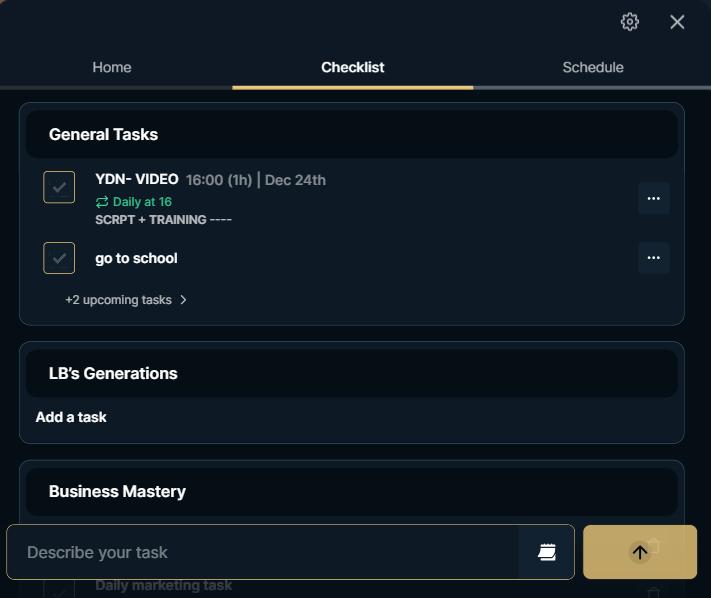 Home
Checklist
Schedule
General Tasks
YDN- VIDEO 16:00 (1h) | Dec 24th
Daily at 16
SCRPT + TRAINING ----
go to school
+2 upcoming tasks
LB's Generations
Add a task
Business Mastery
Describe your task
Daily marketing task